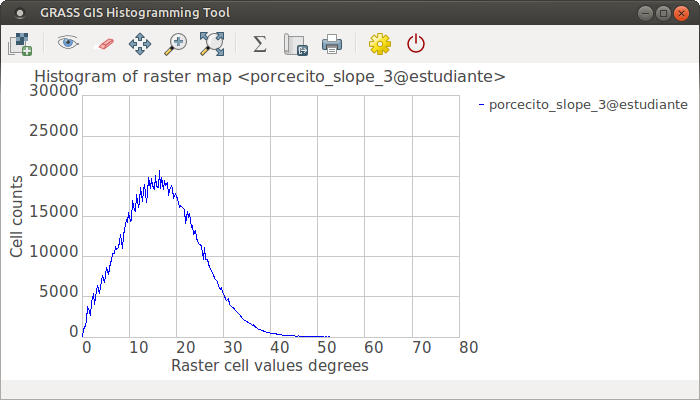 GRASS GIS Histogramming Tool
Histogram of raster map <porcecito_slope_3@estudiante>
porcecito_slope_3@estudiante
30000
25000
20000
15000
10000
5000
0
Cell counts
0 10 20 30 40 50 60 70 80
Raster cell values degrees